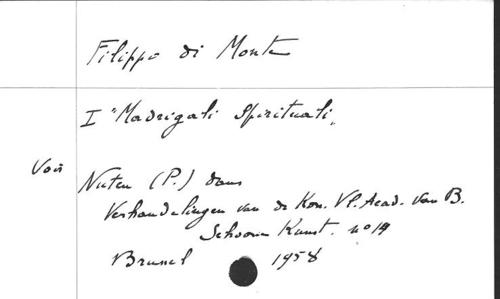 Filippo di Monte
I "Madrigali Spirituali"
Voir Nuten (P.) dans
Verhandelingen van de Kon. Vl. Acad. van B.
Schoone Kunst. no 14
Brussel 1958